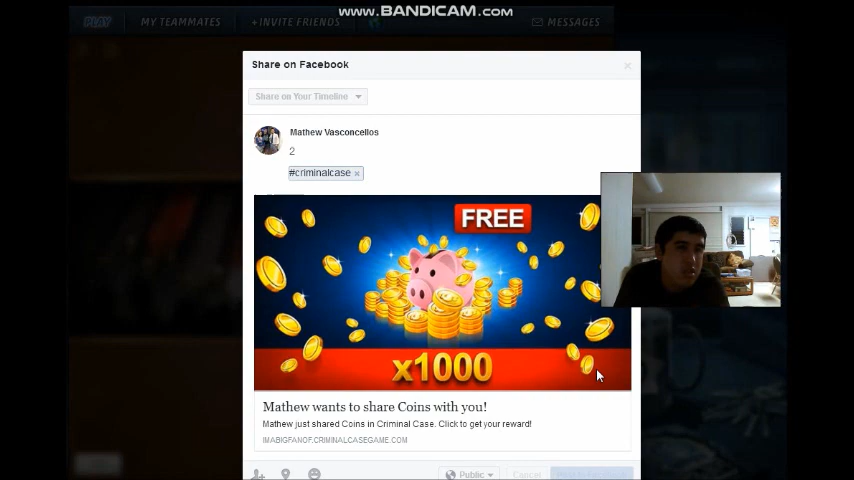 WWW.BANDICAM.COM
PLAY MY TEAMMATES +INVITE FRIENDS MESSAGES
Share on Facebook
Share on Your Timeline
Mathew Vasconcellos
2
#criminalcase
FREE
x1000
Mathew wants to share Coins with you!
Mathew just shared Coins in Criminal Case. Click to get your reward!
IMABIGFANOF.CRIMINALCASEGAME.COM
Public Cancel